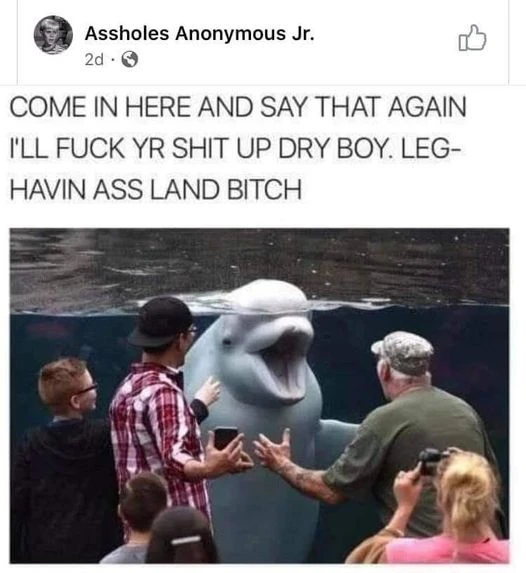 Assholes Anonymous Jr.
2d ·
COME IN HERE AND SAY THAT AGAIN
I'LL FUCK YR SHIT UP DRY BOY. LEG-
HAVIN ASS LAND BITCH